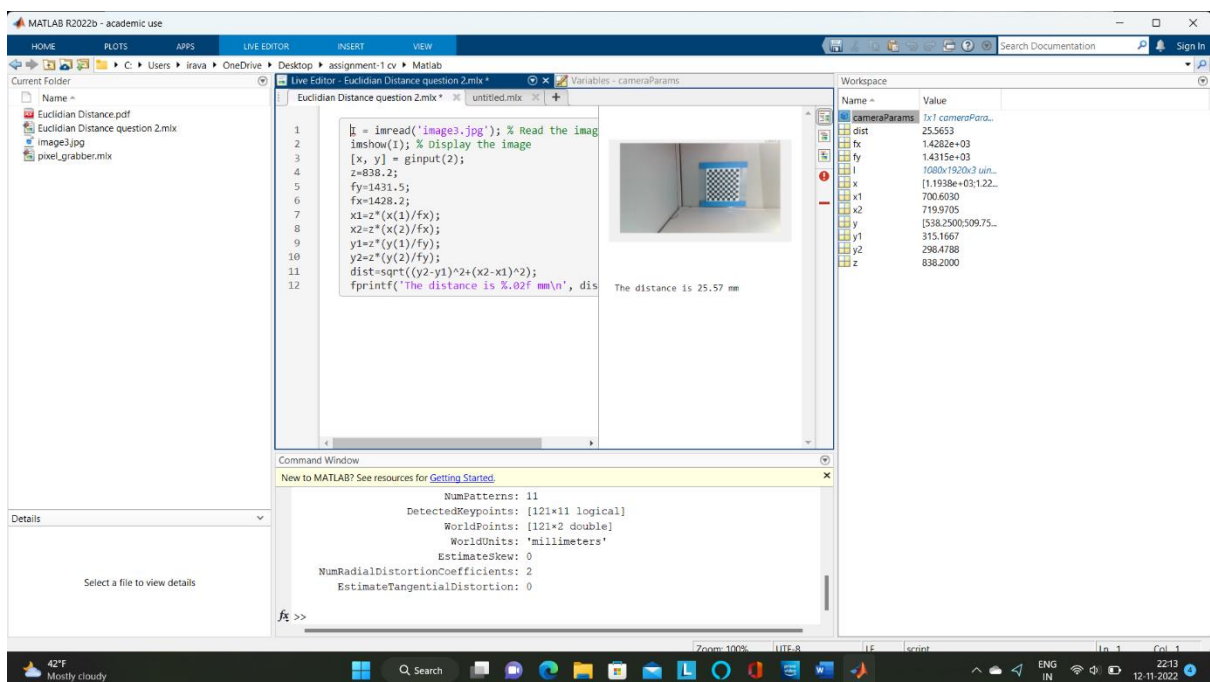 MATLAB R2022b - academic use
HOME PLOTS APPS LIVE EDITOR INSERT VIEW Search Documentation Sign In
C: Users irava OneDrive Desktop assignment-1 cv Matlab
Current Folder
Name
Euclidian Distance.pdf
Euclidian Distance question 2.mlx
image3.jpg
pixel_grabber.mlx
Details
Select a file to view details
Live Editor - Euclidian Distance question 2.mlx * Variables - cameraParams
Euclidian Distance question 2.mlx * untitled.mlx +
1 I = imread('image3.jpg'); % Read the imag
2 imshow(I); % Display the image
3 [x, y] = ginput(2);
4 z=838.2;
5 fy=1431.5;
6 fx=1428.2;
7 x1=z*(x(1)/fx);
8 x2=z*(x(2)/fx);
9 y1=z*(y(1)/fy);
10 y2=z*(y(2)/fy);
11 dist=sqrt((y2-y1)^2+(x2-x1)^2);
12 fprintf('The distance is %.02f mm\n', dis
The distance is 25.57 mm
Command Window
New to MATLAB? See resources for Getting Started.
NumPatterns: 11
DetectedKeypoints: [121×11 logical]
WorldPoints: [121×2 double]
WorldUnits: 'millimeters'
EstimateSkew: 0
NumRadialDistortionCoefficients: 2
EstimateTangentialDistortion: 0
fx >>
Workspace
Name Value
cameraParams 1x1 cameraPara...
dist 25.5653
fx 1.4282e+03
fy 1.4315e+03
I 1080x1920x3 uin...
x [1.1938e+03;1.22...
x1 700.6030
x2 719.9705
y [538.2500;509.75...
y1 315.1667
y2 298.4788
z 838.2000
Zoom: 100% UTF-8 LF script Ln 1 Col 1
42°F
Mostly cloudy
Search
ENG
IN
22:13
12-11-2022
4